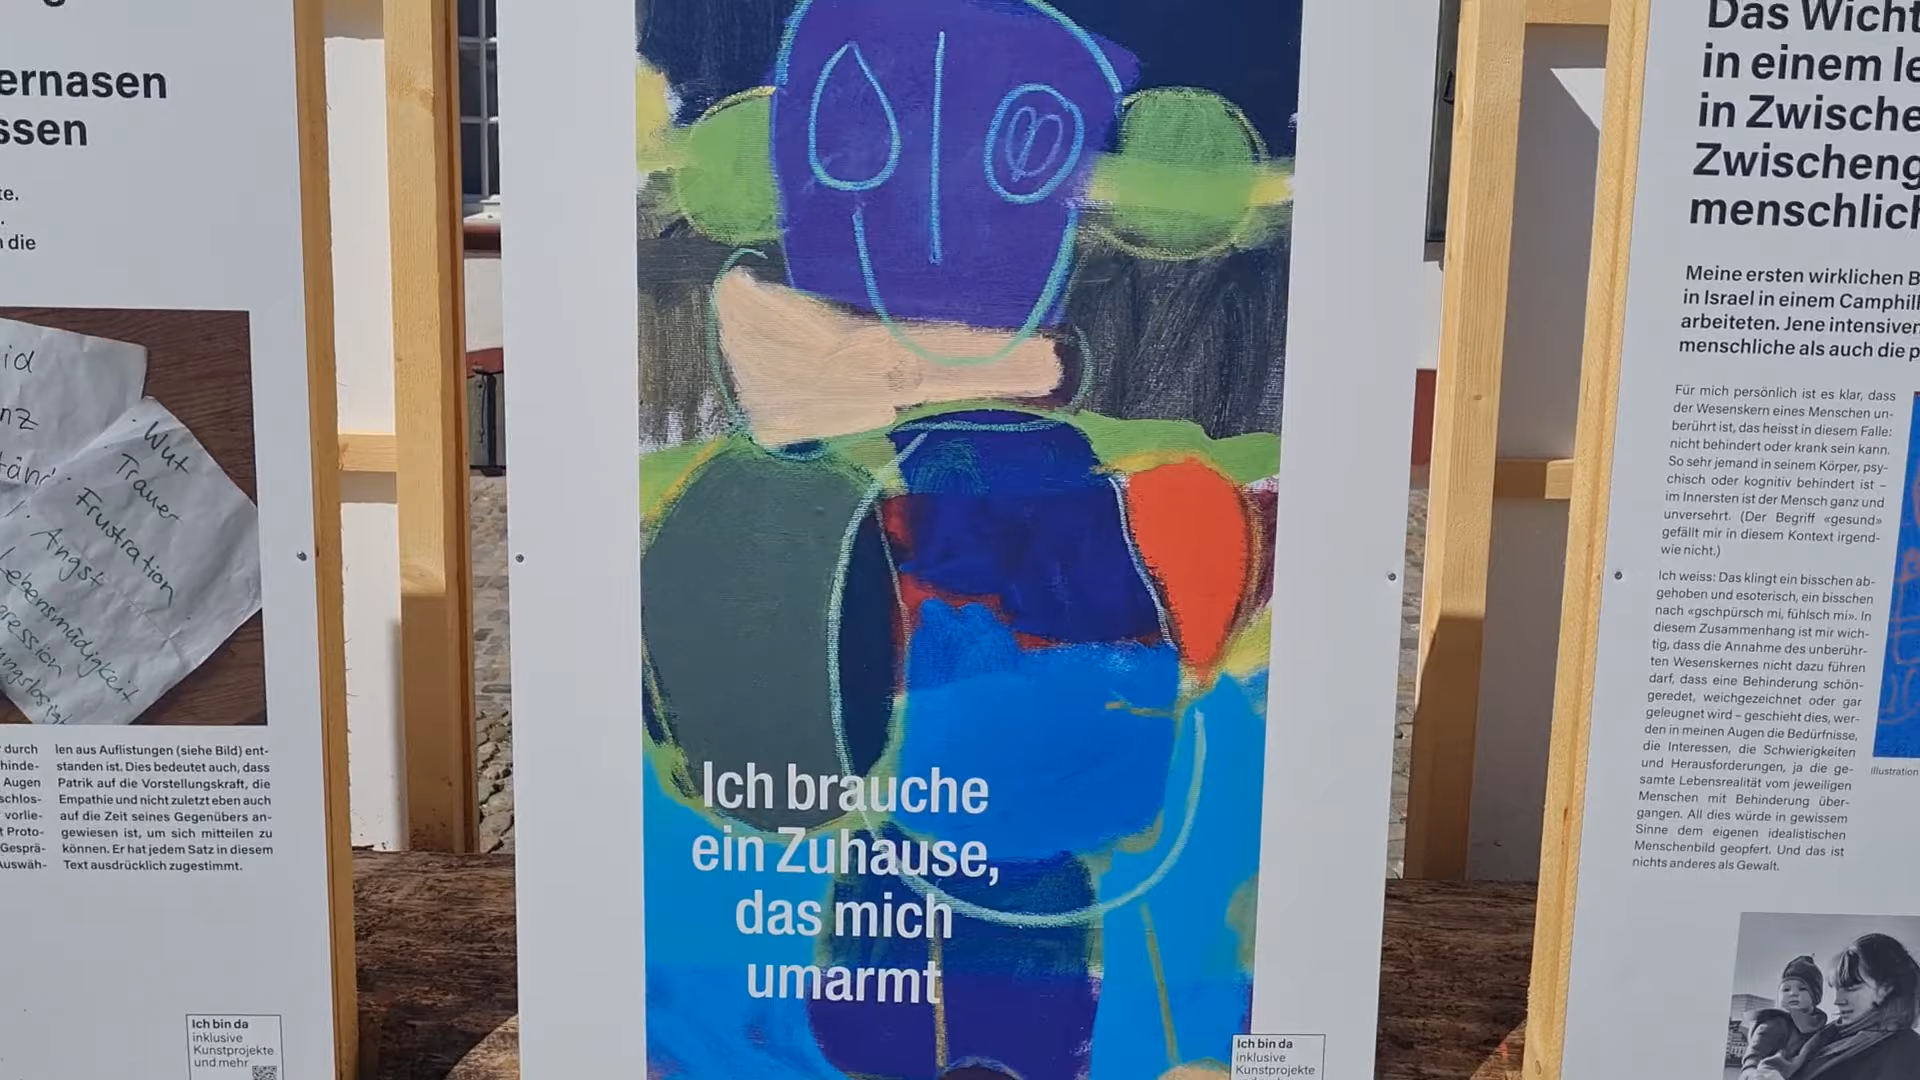 ernasen
ssen
te.
n die
id
nz
· Wut
Trauer
· Frustration
· Angst
Lebensmüdigkeit
durch
hinde-
Augen
schlos-
vorlie-
t Proto-
Gesprä-
Auswäh-
len aus Auflistungen (siehe Bild) ent-
standen ist. Dies bedeutet auch, dass
Patrik auf die Vorstellungskraft, die
Empathie und nicht zuletzt eben auch
auf die Zeit seines Gegenübers an-
gewiesen ist, um sich mitteilen zu
können. Er hat jedem Satz in diesem
Text ausdrücklich zugestimmt.
Ich bin da
inklusive
Kunstprojekte
und mehr
Ich brauche
ein Zuhause,
das mich
umarmt
Ich bin da
inklusive
Kunstprojekte
Das Wicht
in einem le
in Zwische
Zwischeng
menschlich
Meine ersten wirklichen B
in Israel in einem Camphill
arbeiteten. Jene intensiven
menschliche als auch die p
Für mich persönlich ist es klar, dass
der Wesenskern eines Menschen un-
berührt ist, das heisst in diesem Falle:
nicht behindert oder krank sein kann.
So sehr jemand in seinem Körper, psy-
chisch oder kognitiv behindert ist –
im Innersten ist der Mensch ganz und
unversehrt. (Der Begriff «gesund»
gefällt mir in diesem Kontext irgend-
wie nicht.)
Ich weiss: Das klingt ein bisschen ab-
gehoben und esoterisch, ein bisschen
nach «gschpürsch mi, fühlsch mi». In
diesem Zusammenhang ist mir wich-
tig, dass die Annahme des unberühr-
ten Wesenskernes nicht dazu führen
darf, dass eine Behinderung schön-
geredet, weichgezeichnet oder gar
geleugnet wird – geschieht dies, wer-
den in meinen Augen die Bedürfnisse,
die Interessen, die Schwierigkeiten
und Herausforderungen, ja die ge-
samte Lebensrealität vom jeweiligen
Menschen mit Behinderung über-
gangen. All dies würde in gewissem
Sinne dem eigenen idealistischen
Menschenbild geopfert. Und das ist
nichts anderes als Gewalt.
Illustration